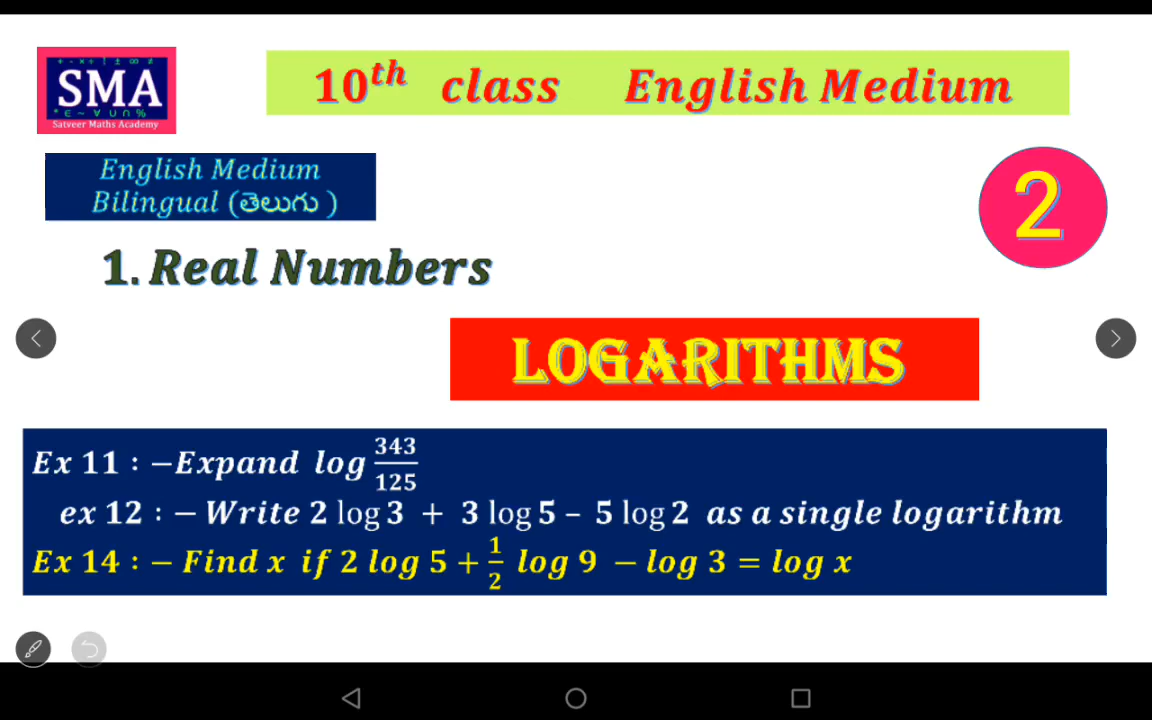 + - × ÷ ! ± ∞ ≠
SMA
* ∈ ~ ∀ ∪ ∩ %
Satveer Maths Academy
10th class English Medium
English Medium
Bilingual (తెలుగు )
2
1. Real Numbers
LOGARITHMS
Ex 11 : −Expand log 343/125
ex 12 : − Write 2 log 3 + 3 log 5 – 5 log 2 as a single logarithm
Ex 14 : − Find x if 2 log 5 + 1/2 log 9 − log 3 = log x